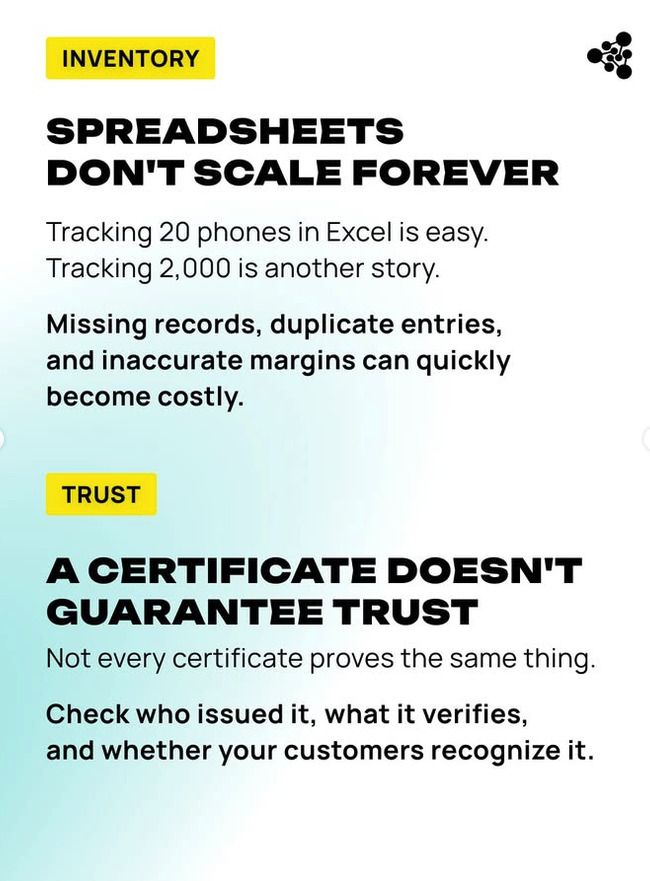 INVENTORY
SPREADSHEETS
DON'T SCALE FOREVER
Tracking 20 phones in Excel is easy.
Tracking 2,000 is another story.
Missing records, duplicate entries,
and inaccurate margins can quickly
become costly.
TRUST
A CERTIFICATE DOESN'T
GUARANTEE TRUST
Not every certificate proves the same thing.
Check who issued it, what it verifies,
and whether your customers recognize it.